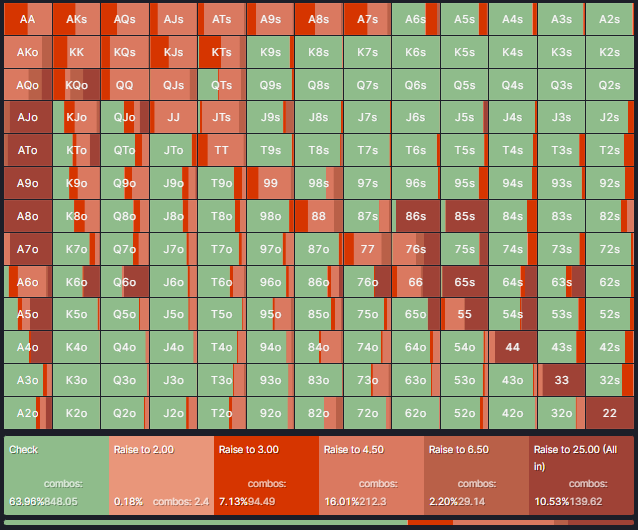 AA AKs AQs AJs ATs A9s A8s A7s A6s A5s A4s A3s A2s
AKo KK KQs KJs KTs K9s K8s K7s K6s K5s K4s K3s K2s
AQo KQo QQ QJs QTs Q9s Q8s Q7s Q6s Q5s Q4s Q3s Q2s
AJo KJo QJo JJ JTs J9s J8s J7s J6s J5s J4s J3s J2s
ATo KTo QTo JTo TT T9s T8s T7s T6s T5s T4s T3s T2s
A9o K9o Q9o J9o T9o 99 98s 97s 96s 95s 94s 93s 92s
A8o K8o Q8o J8o T8o 98o 88 87s 86s 85s 84s 83s 82s
A7o K7o Q7o J7o T7o 97o 87o 77 76s 75s 74s 73s 72s
A6o K6o Q6o J6o T6o 96o 86o 76o 66 65s 64s 63s 62s
A5o K5o Q5o J5o T5o 95o 85o 75o 65o 55 54s 53s 52s
A4o K4o Q4o J4o T4o 94o 84o 74o 64o 54o 44 43s 42s
A3o K3o Q3o J3o T3o 93o 83o 73o 63o 53o 43o 33 32s
A2o K2o Q2o J2o T2o 92o 82o 72o 62o 52o 42o 32o 22
Check Raise to 2.00 Raise to 3.00 Raise to 4.50 Raise to 6.50 Raise to 25.00 (All
in)
combos: combos: combos: combos: combos:
63.96%848.05 0.18% combos: 2.4 7.13%94.49 16.01%212.3 2.20%29.14 10.53%139.62